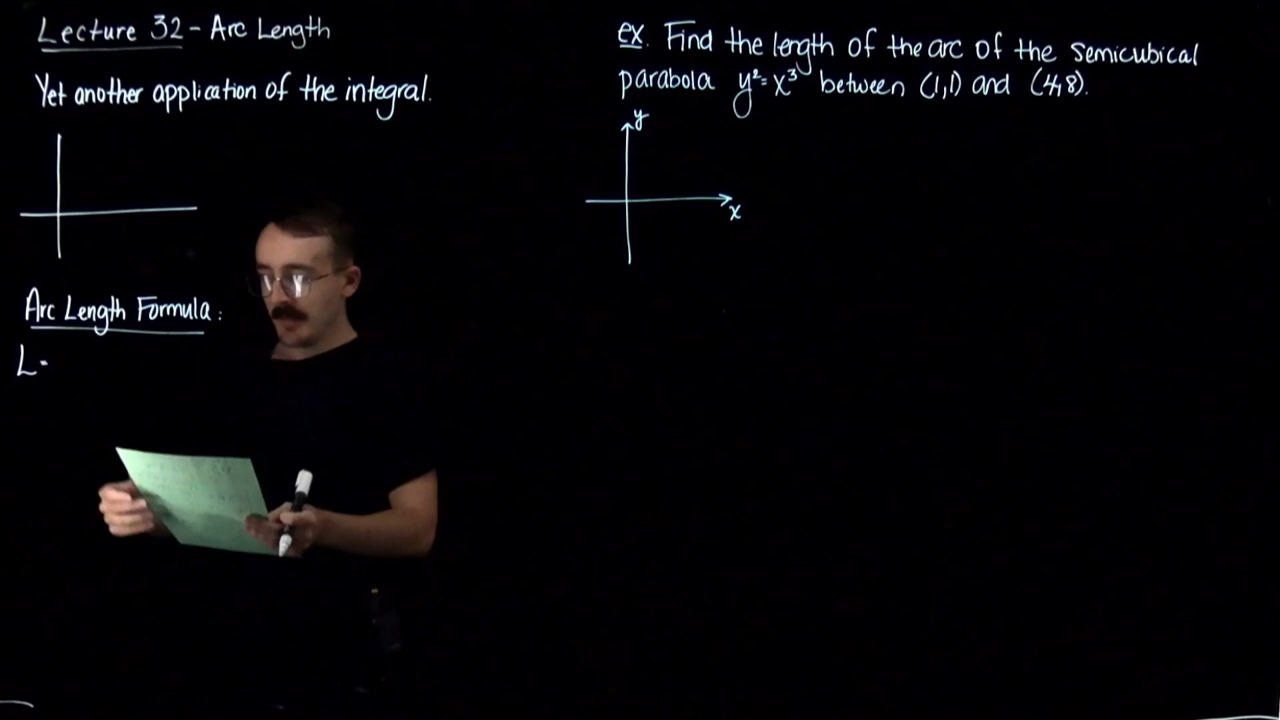 Lecture 32 - Arc Length
Yet another application of the integral.
Arc Length Formula:
L=
ex. Find the length of the arc of the semicubical
parabola y²=x³ between (1,1) and (4,8).
y
x